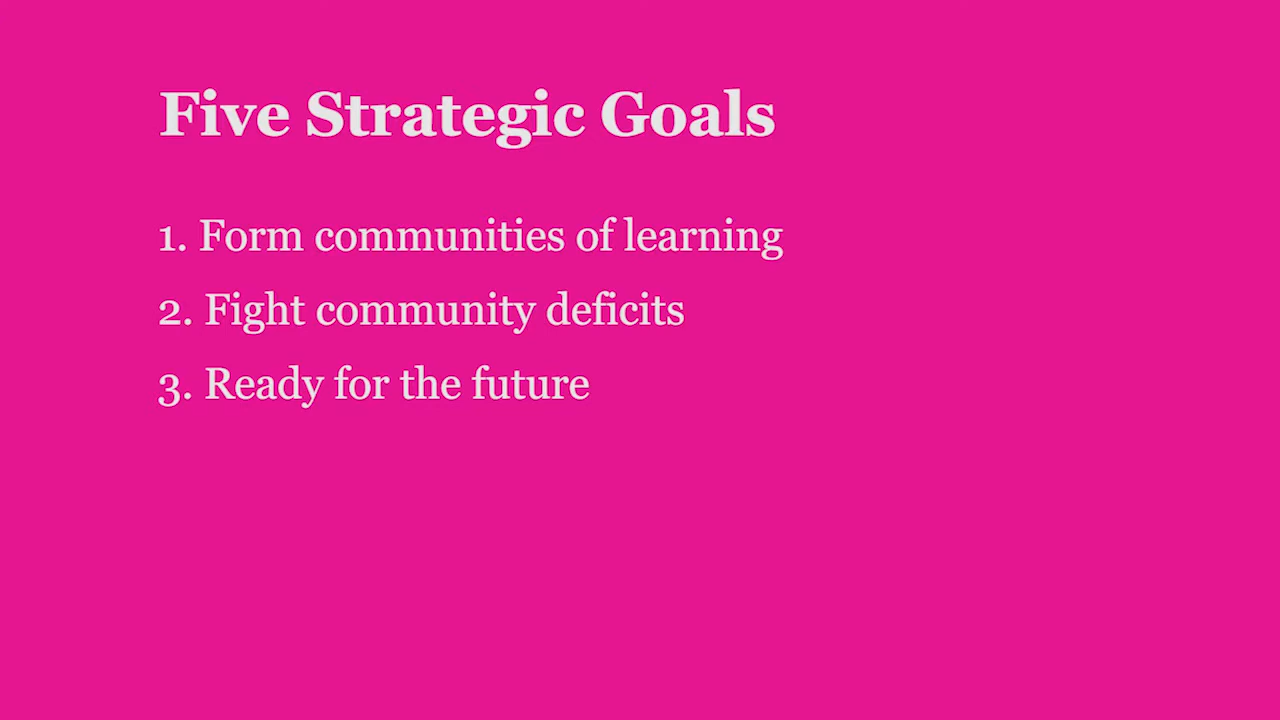 Five Strategic Goals
1. Form communities of learning
2. Fight community deficits
3. Ready for the future